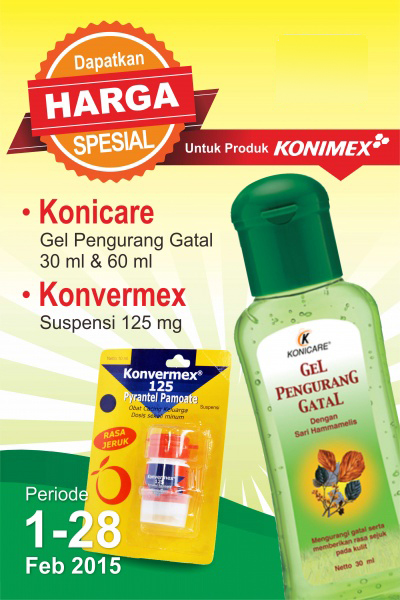 Dapatkan
HARGA
SPESIAL
Untuk Produk KONIMEX
• Konicare
Gel Pengurang Gatal
30 ml & 60 ml
• Konvermex
Suspensi 125 mg
Konvermex®
125
Pyrantel Pamoate
Obat Cacing Keluarga
Dosis sekali minum
Suspensi
RASA
JERUK
Konvermex
125
K
KONICARE®
GEL
PENGURANG
GATAL
Dengan
Sari Hammamelis
Mengurangi gatal serta
memberikan rasa sejuk
pada kulit
Netto 30 ml
Periode
1-28
Feb 2015